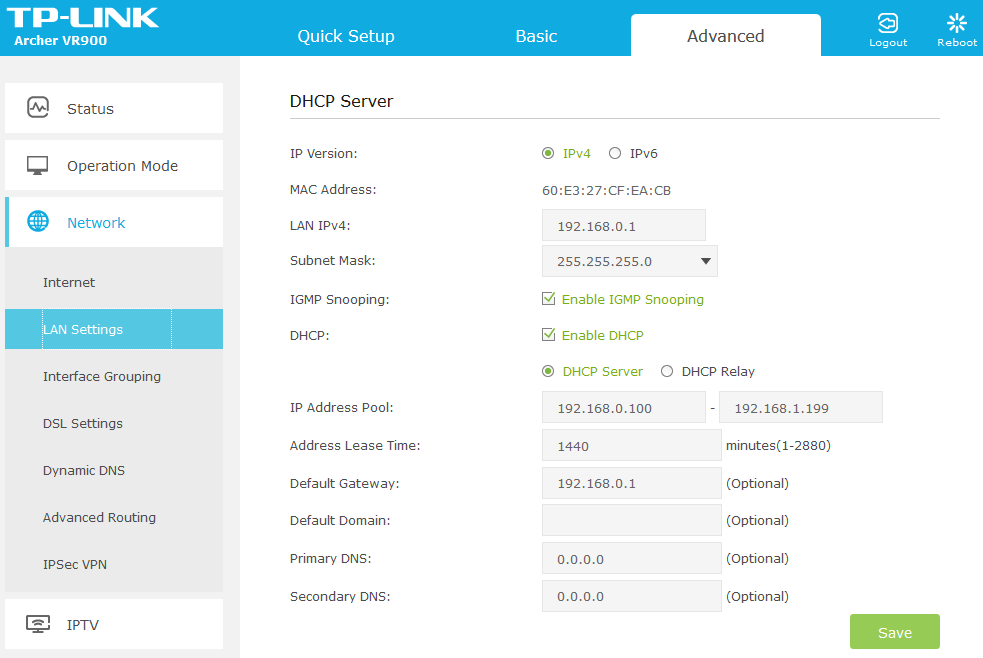 TP-LINK
Archer VR900
Quick Setup
Basic
Advanced
Logout
Reboot
Status
Operation Mode
Network
Internet
LAN Settings
Interface Grouping
DSL Settings
Dynamic DNS
Advanced Routing
IPSec VPN
IPTV
DHCP Server
IP Version: IPv4 IPv6
MAC Address: 60:E3:27:CF:EA:CB
LAN IPv4: 192.168.0.1
Subnet Mask: 255.255.255.0
IGMP Snooping: Enable IGMP Snooping
DHCP: Enable DHCP
DHCP Server DHCP Relay
IP Address Pool: 192.168.0.100 - 192.168.1.199
Address Lease Time: 1440 minutes(1-2880)
Default Gateway: 192.168.0.1 (Optional)
Default Domain: (Optional)
Primary DNS: 0.0.0.0 (Optional)
Secondary DNS: 0.0.0.0 (Optional)
Save